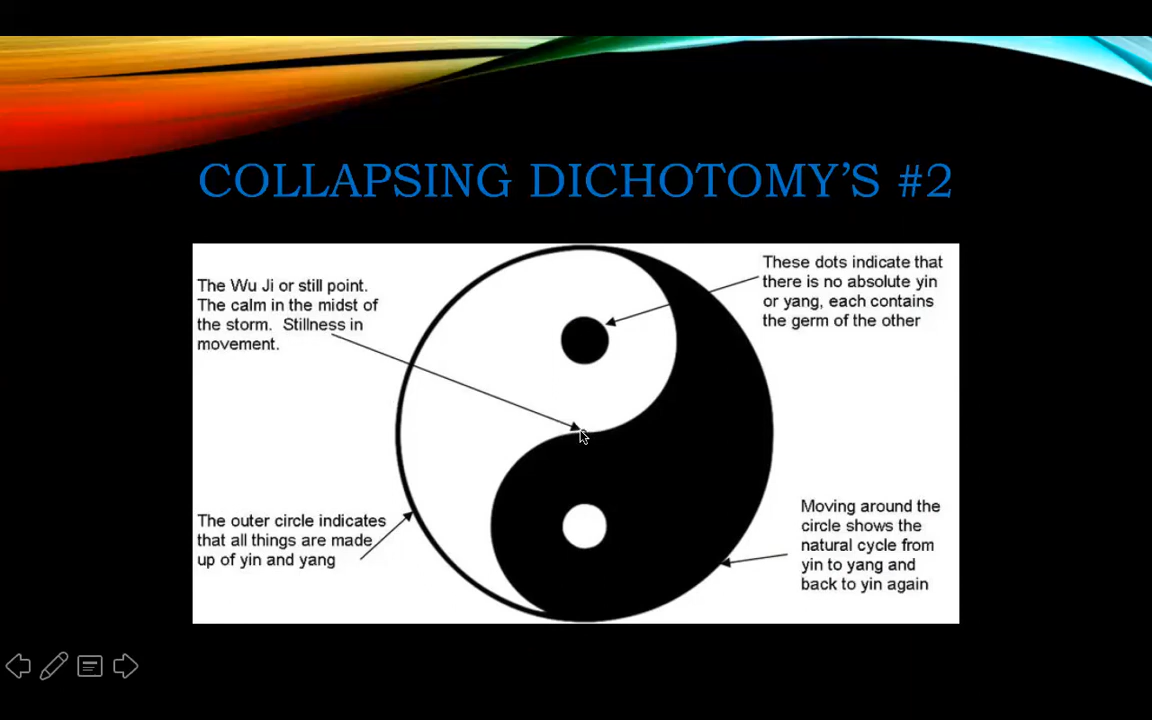 COLLAPSING DICHOTOMY’S #2
The Wu Ji or still point.
The calm in the midst of
the storm.  Stillness in
movement.
These dots indicate that
there is no absolute yin
or yang, each contains
the germ of the other
The outer circle indicates
that all things are made
up of yin and yang
Moving around the
circle shows the
natural cycle from
yin to yang and
back to yin again